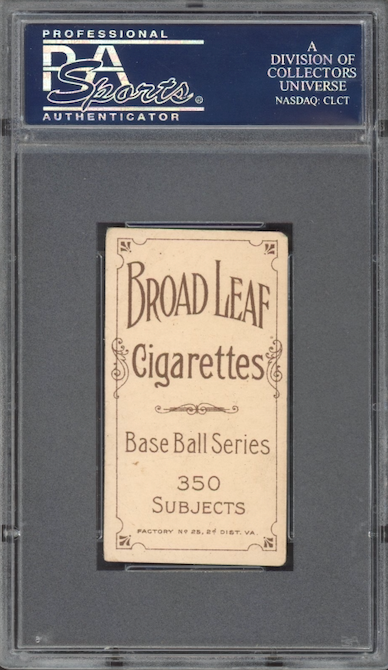 PROFESSIONAL
PSA
Sports®
AUTHENTICATOR
A
DIVISION OF
COLLECTORS
UNIVERSE
NASDAQ: CLCT
BROAD LEAF
Cigarettes
Base Ball Series
350
SUBJECTS
FACTORY Nº 25, 2ᵈ DIST. VA.